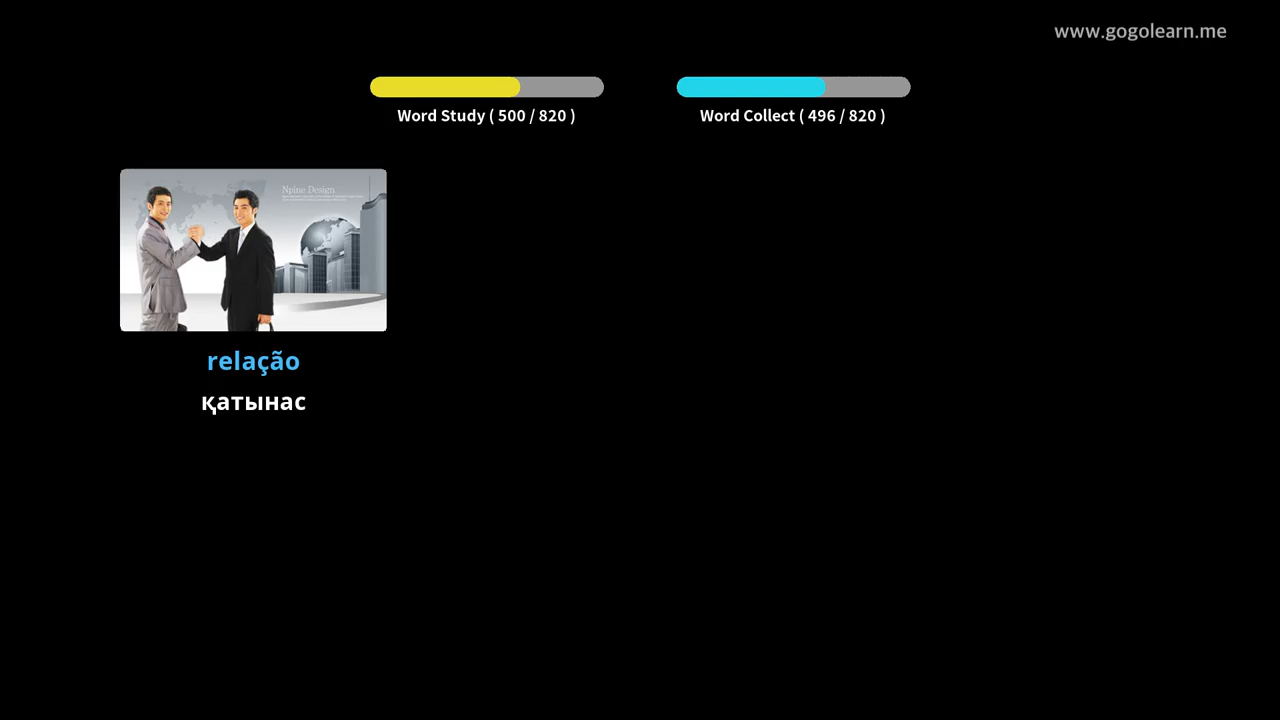 www.gogolearn.me
Word Study ( 500 / 820 )
Word Collect ( 496 / 820 )
Npine Design
relação
қатынас